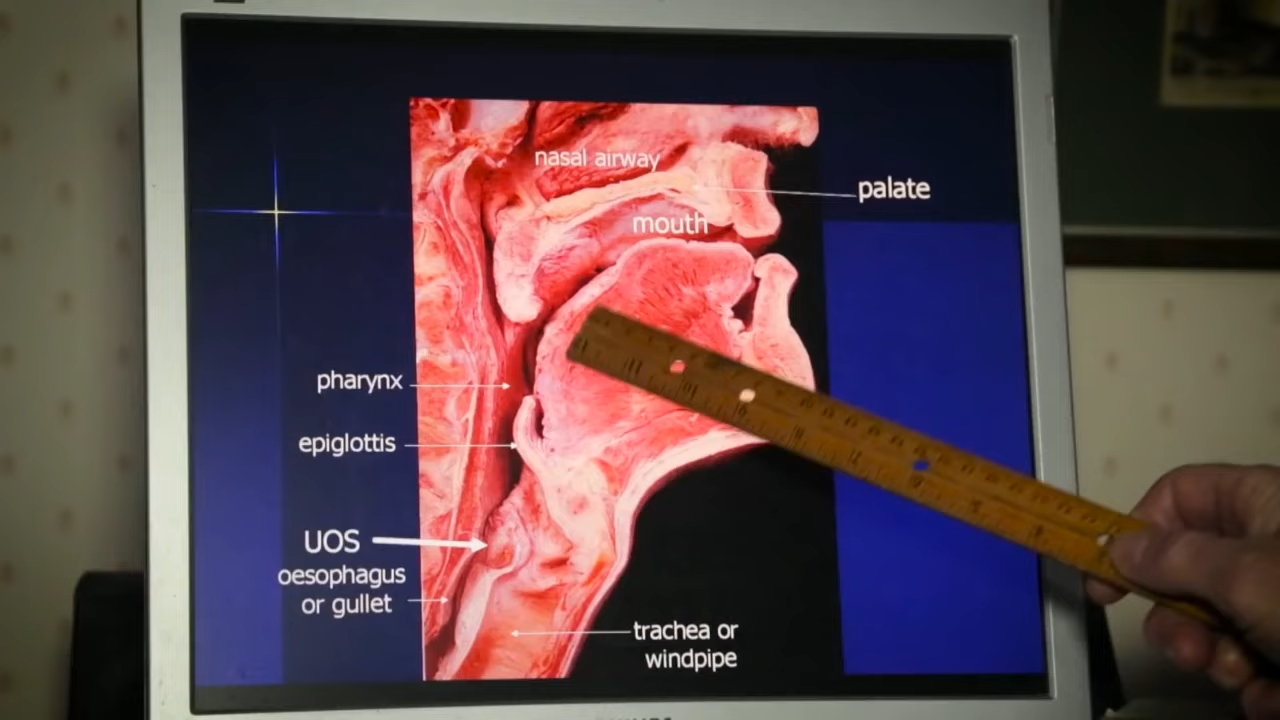 nasal airway
palate
mouth
pharynx
epiglottis
UOS
oesophagus
or gullet
trachea or
windpipe